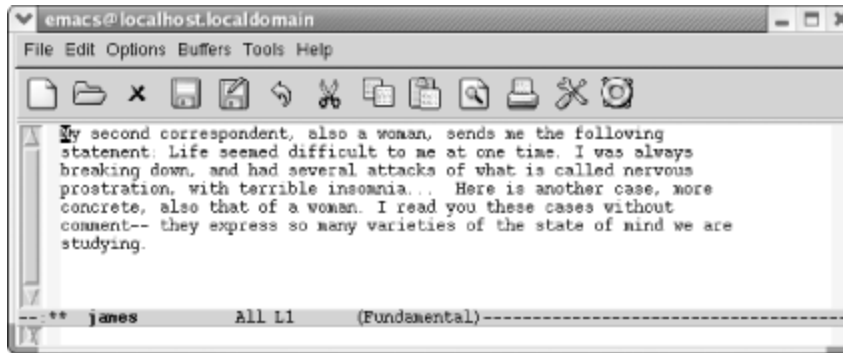 emacs@localhost.localdomain
File Edit Options Buffers Tools Help
My second correspondent, also a woman, sends me the following
statement: Life seemed difficult to me at one time. I was always
breaking down, and had several attacks of what is called nervous
prostration, with terrible insomnia... Here is another case, more
concrete, also that of a woman. I read you these cases without
comment-- they express so many varieties of the state of mind we are
studying.
--:** james All L1 (Fundamental)------------------------------------